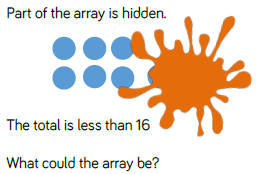 Part of the array is hidden.
The total is less than 16
What could the array be?